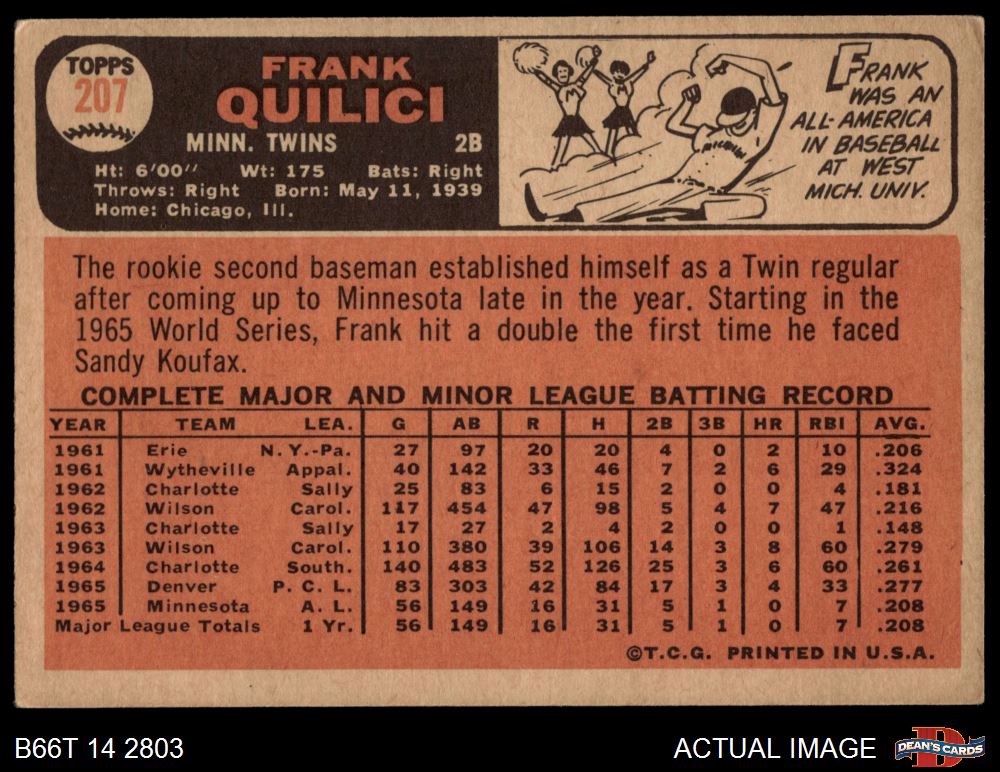 TOPPS
207
FRANK
QUILICI
MINN. TWINS 2B
Ht: 6'00" Wt: 175 Bats: Right
Throws: Right Born: May 11, 1939
Home: Chicago, Ill.
FRANK
WAS AN
ALL-AMERICA
IN BASEBALL
AT WEST
MICH. UNIV.
The rookie second baseman established himself as a Twin regular
after coming up to Minnesota late in the year. Starting in the
1965 World Series, Frank hit a double the first time he faced
Sandy Koufax.
COMPLETE MAJOR AND MINOR LEAGUE BATTING RECORD
YEAR TEAM LEA. G AB R H 2B 3B HR RBI AVG.
1961 Erie N.Y.-Pa. 27 97 20 20 4 0 2 10 .206
1961 Wytheville Appal. 40 142 33 46 7 2 6 29 .324
1962 Charlotte Sally 25 83 6 15 2 0 0 4 .181
1962 Wilson Carol. 117 454 47 98 5 4 7 47 .216
1963 Charlotte Sally 17 27 2 4 2 0 0 1 .148
1963 Wilson Carol. 110 380 39 106 14 3 8 60 .279
1964 Charlotte South. 140 483 52 126 25 3 6 60 .261
1965 Denver P.C.L. 83 303 42 84 17 3 4 33 .277
1965 Minnesota A.L. 56 149 16 31 5 1 0 7 .208
Major League Totals 1 Yr. 56 149 16 31 5 1 0 7 .208
©T.C.G. PRINTED IN U.S.A.
B66T 14 2803
ACTUAL IMAGE
DEAN'S CARDS